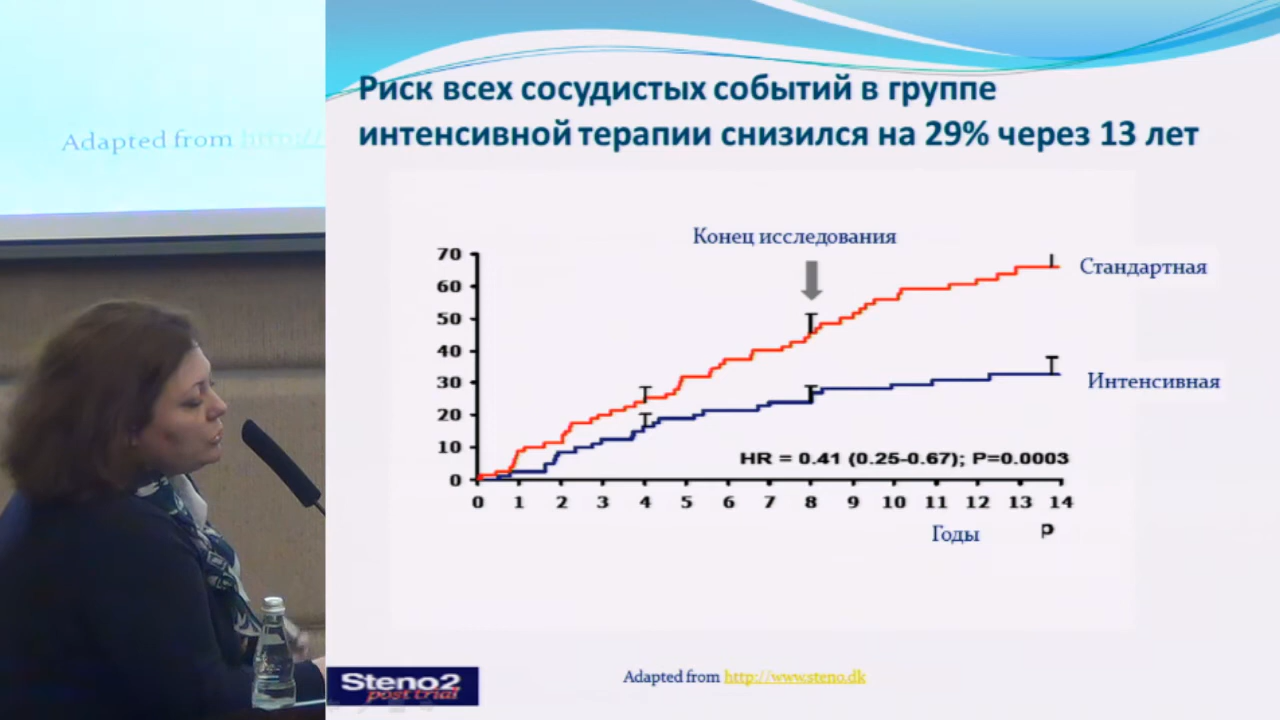 Adapted from http://
Риск всех сосудистых событий в группе
интенсивной терапии снизился на 29% через 13 лет
Конец исследования
70
60
50
40
30
20
10
0
Стандартная
Интенсивная
HR = 0.41 (0.25-0.67); P=0.0003
0 1 2 3 4 5 6 7 8 9 10 11 12 13 14
Годы
P
Steno2
post trial
Adapted from http://www.steno.dk